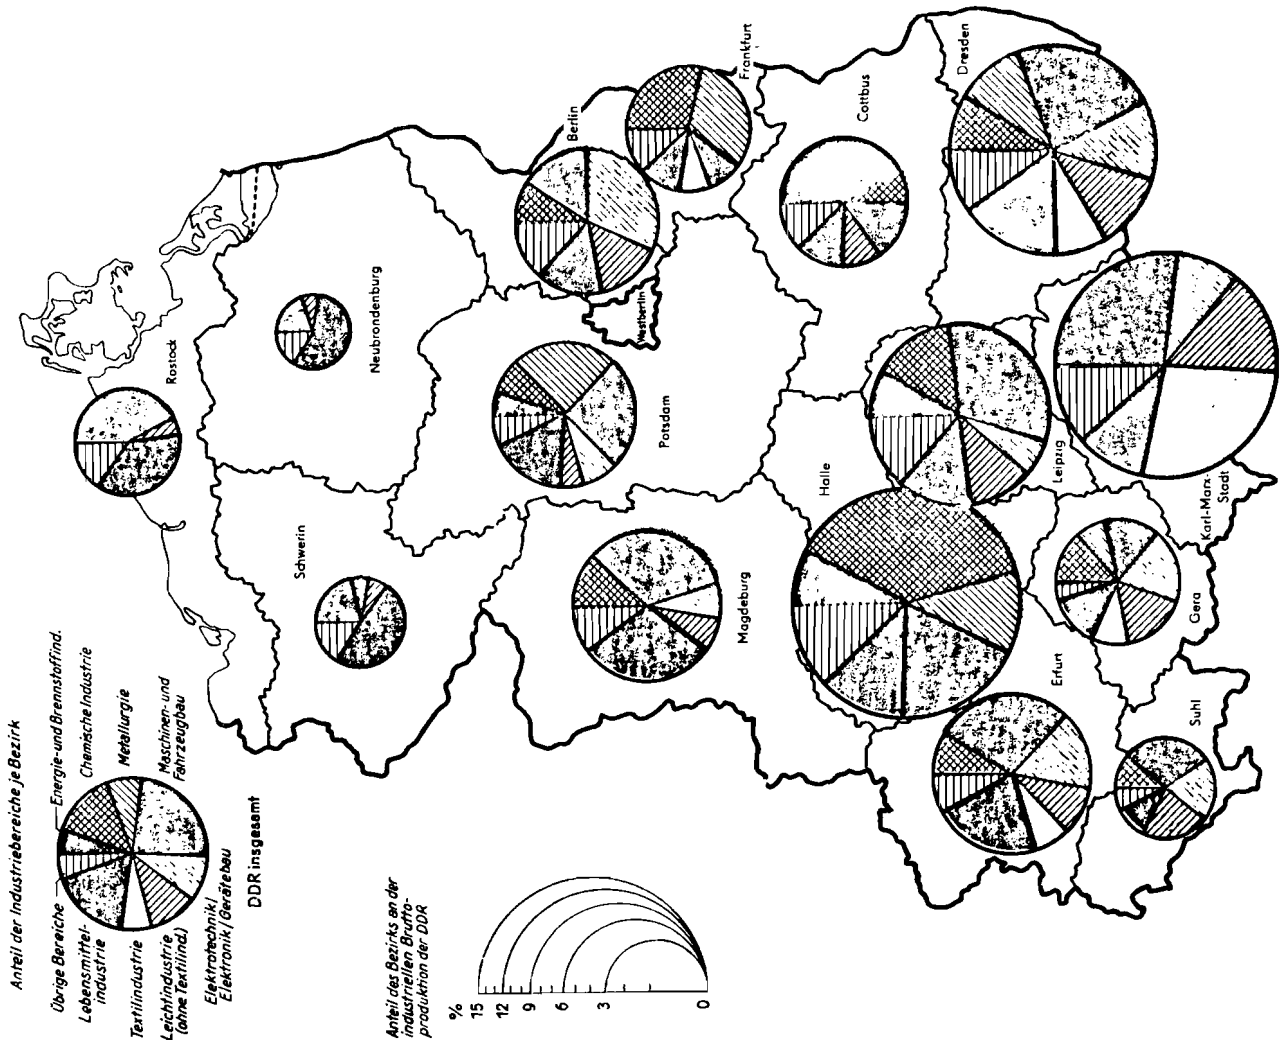 Anteil der Industriebereiche je Bezirk
Übrige Bereiche
Energie- und Brennstoffind.
Lebensmittel-
industrie
Chemische Industrie
Textilindustrie
Metallurgie
Leichtindustrie
(ohne Textilind.)
Maschinen- und
Fahrzeugbau
Elektrotechnik/
Elektronik/Gerätebau
DDR insgesamt
Anteil des Bezirks an der
industriellen Brutto-
produktion der DDR
%
15
12
9
6
3
0
Rostock
Schwerin
Neubrondenburg
Potsdam
Berlin
Westberlin
Frankfurt
Magdeburg
Halle
Cottbus
Dresden
Leipzig
Karl-Marx-
Stadt
Erfurt
Gera
Suhl